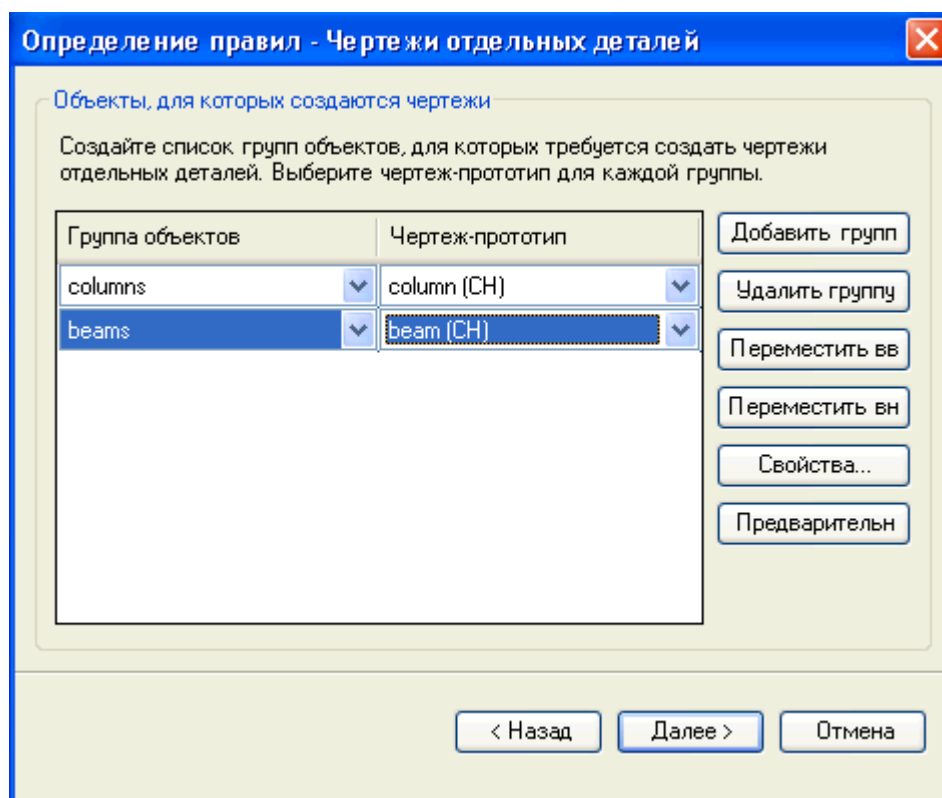 Определение правил - Чертежи отдельных деталей
Объекты, для которых создаются чертежи
Создайте список групп объектов, для которых требуется создать чертежи
отдельных деталей. Выберите чертеж-прототип для каждой группы.
Группа объектов Чертеж-прототип
columns column (CH)
beams beam (CH)
Добавить групп
Удалить группу
Переместить вв
Переместить вн
Свойства...
Предварительн
< Назад Далее > Отмена